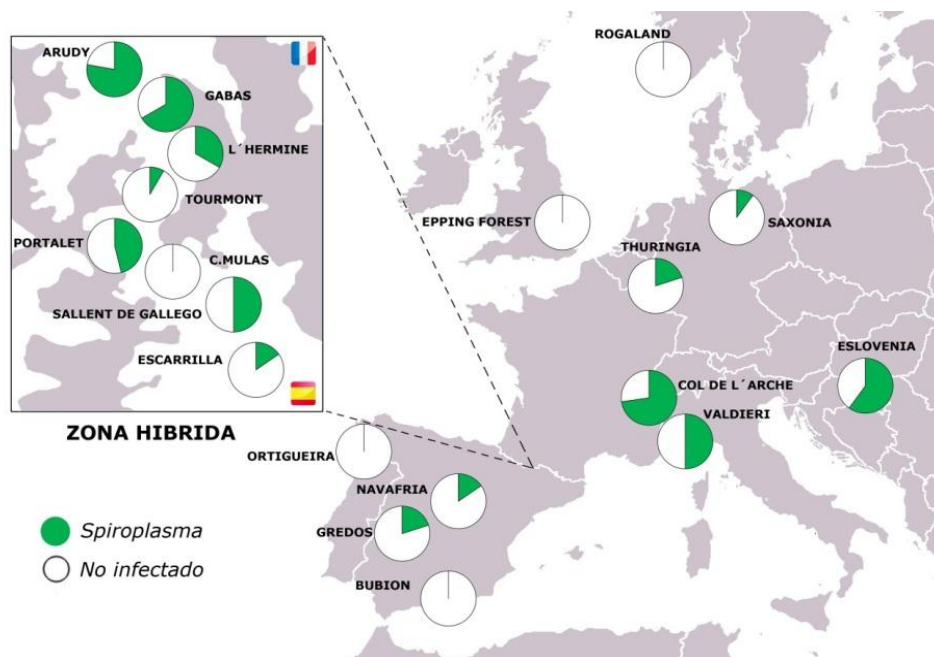 ARUDY
GABAS
L´HERMINE
TOURMONT
PORTALET
C.MULAS
SALLENT DE GALLEGO
ESCARRILLA
ZONA HIBRIDA
Spiroplasma
No infectado
ROGALAND
EPPING FOREST
SAXONIA
THURINGIA
ESLOVENIA
COL DE L´ARCHE
VALDIERI
ORTIGUEIRA
NAVAFRIA
GREDOS
BUBION